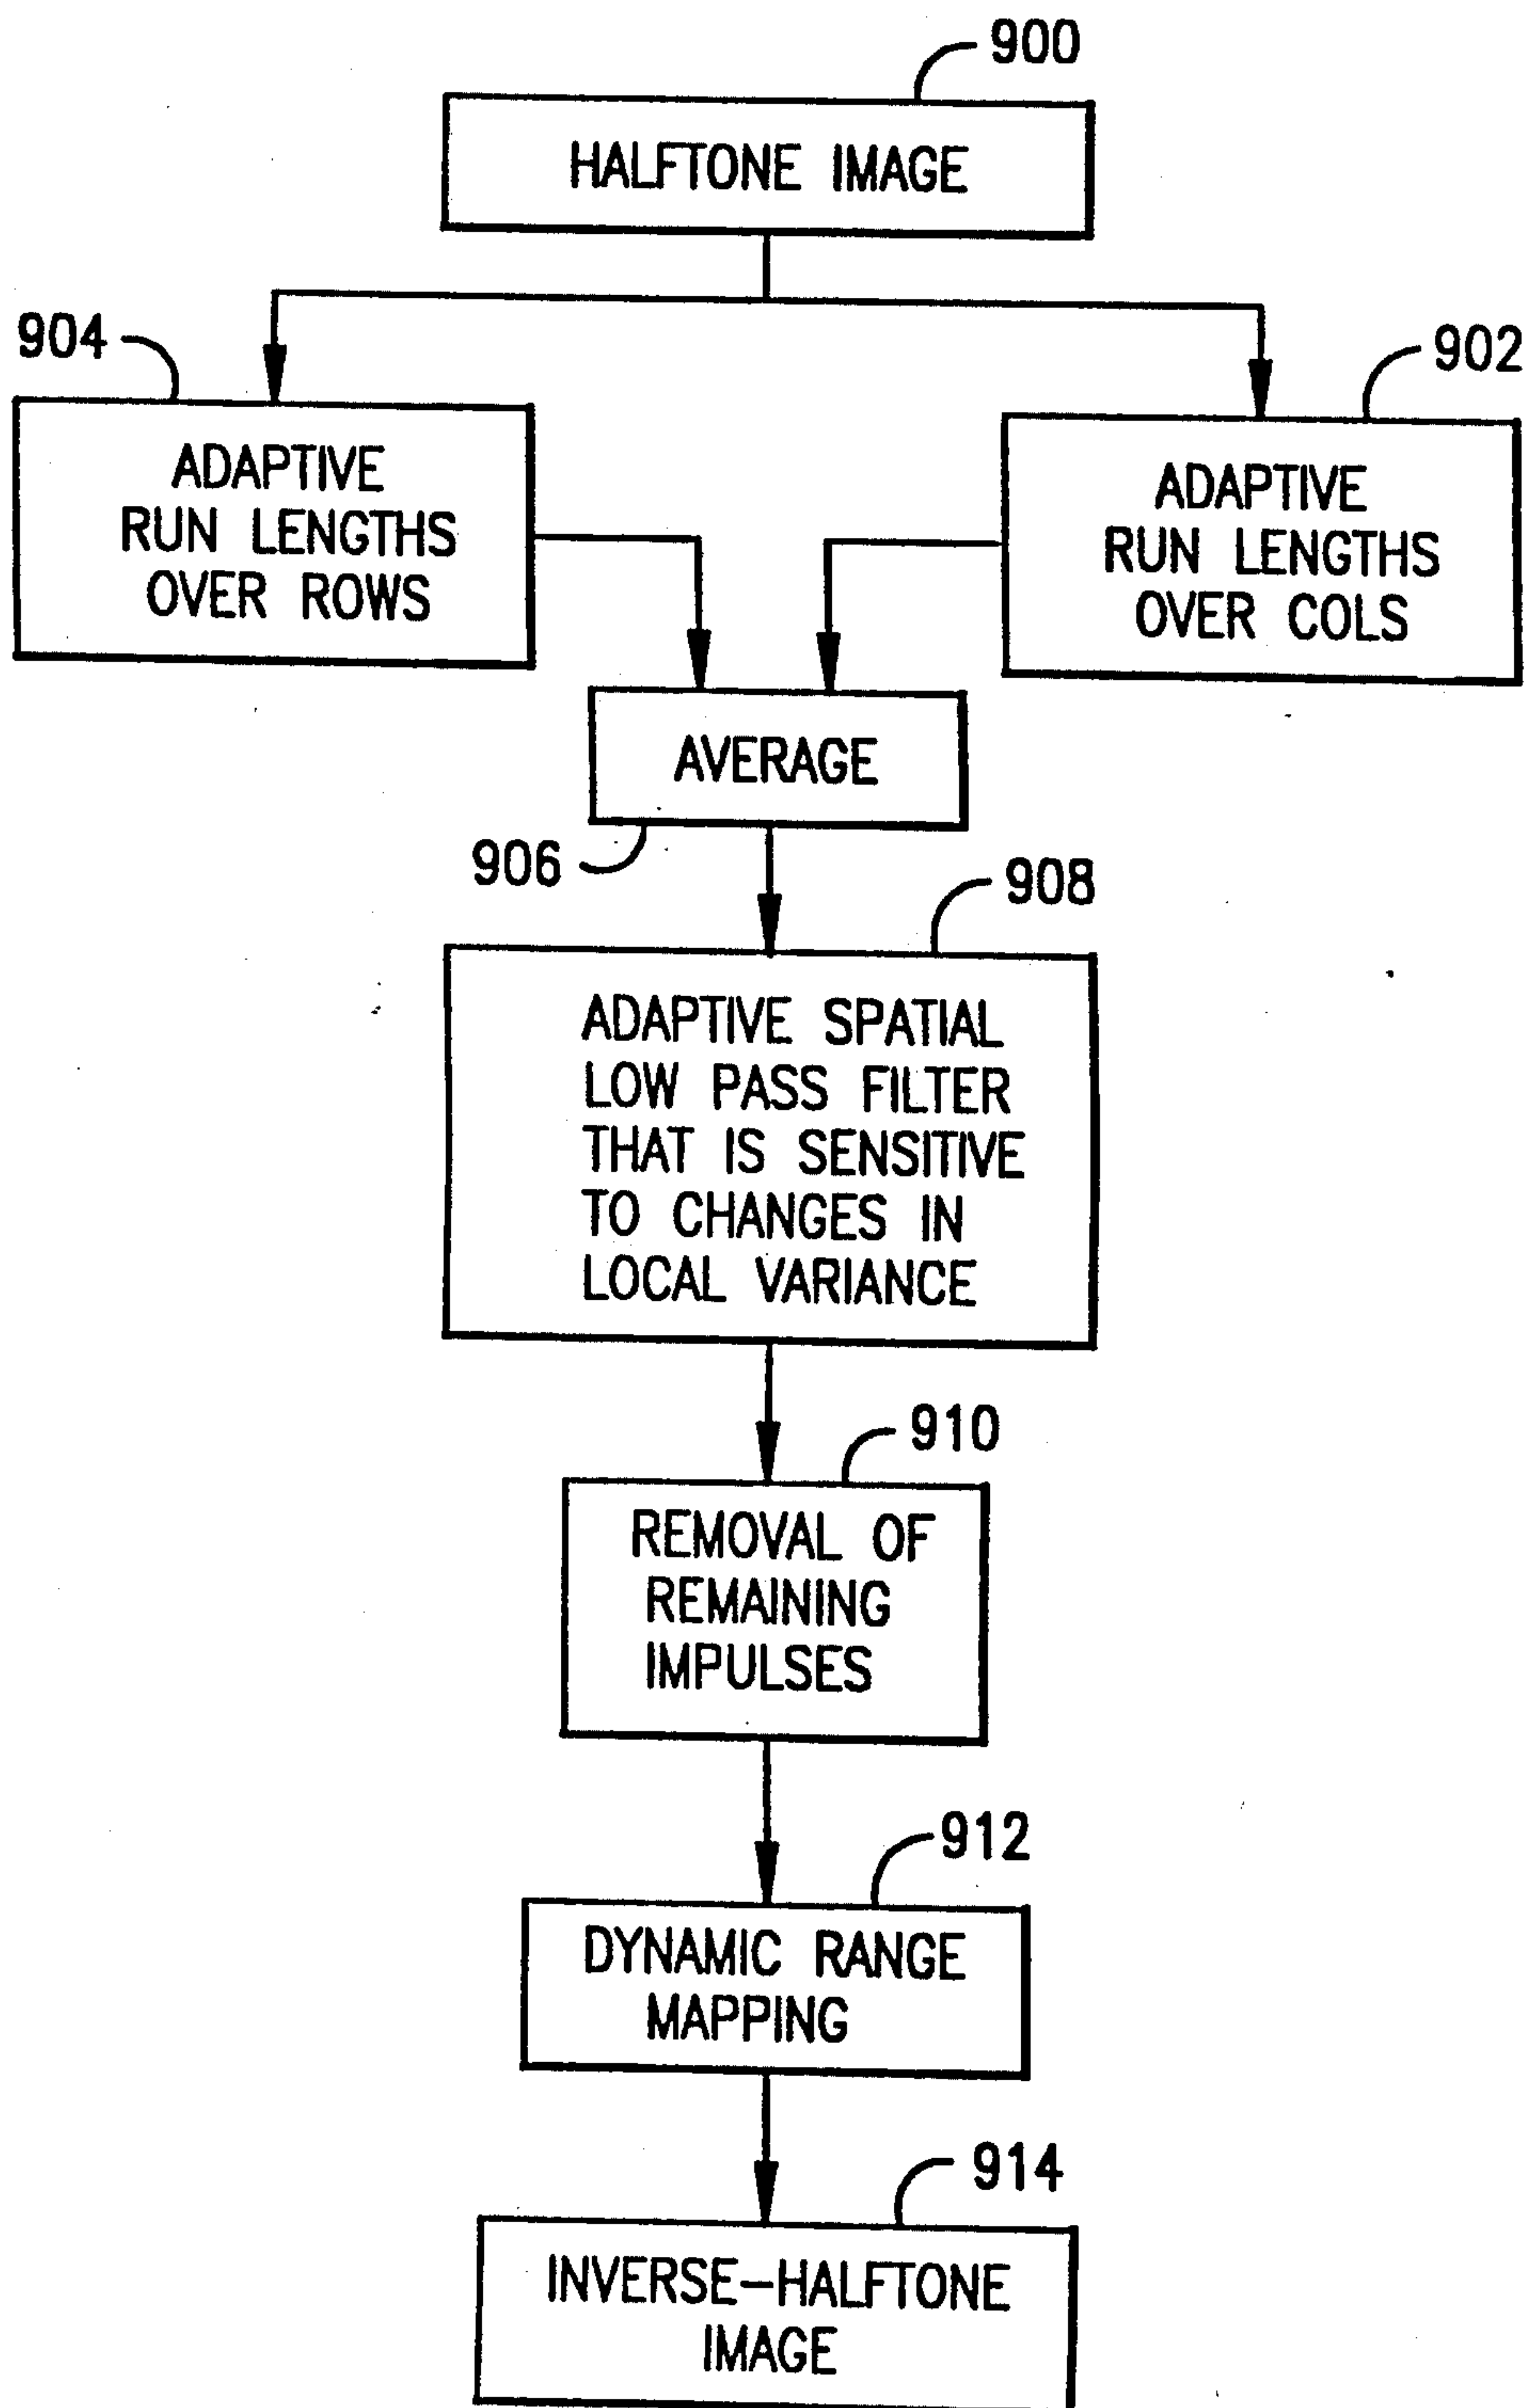 900
HALFTONE IMAGE
904
902
ADAPTIVE
RUN LENGTHS
OVER ROWS
ADAPTIVE
RUN LENGTHS
OVER COLS
AVERAGE
906
908
ADAPTIVE SPATIAL
LOW PASS FILTER
THAT IS SENSITIVE
TO CHANGES IN
LOCAL VARIANCE
910
REMOVAL OF
REMAINING
IMPULSES
912
DYNAMIC RANGE
MAPPING
914
INVERSE-HALFTONE
IMAGE